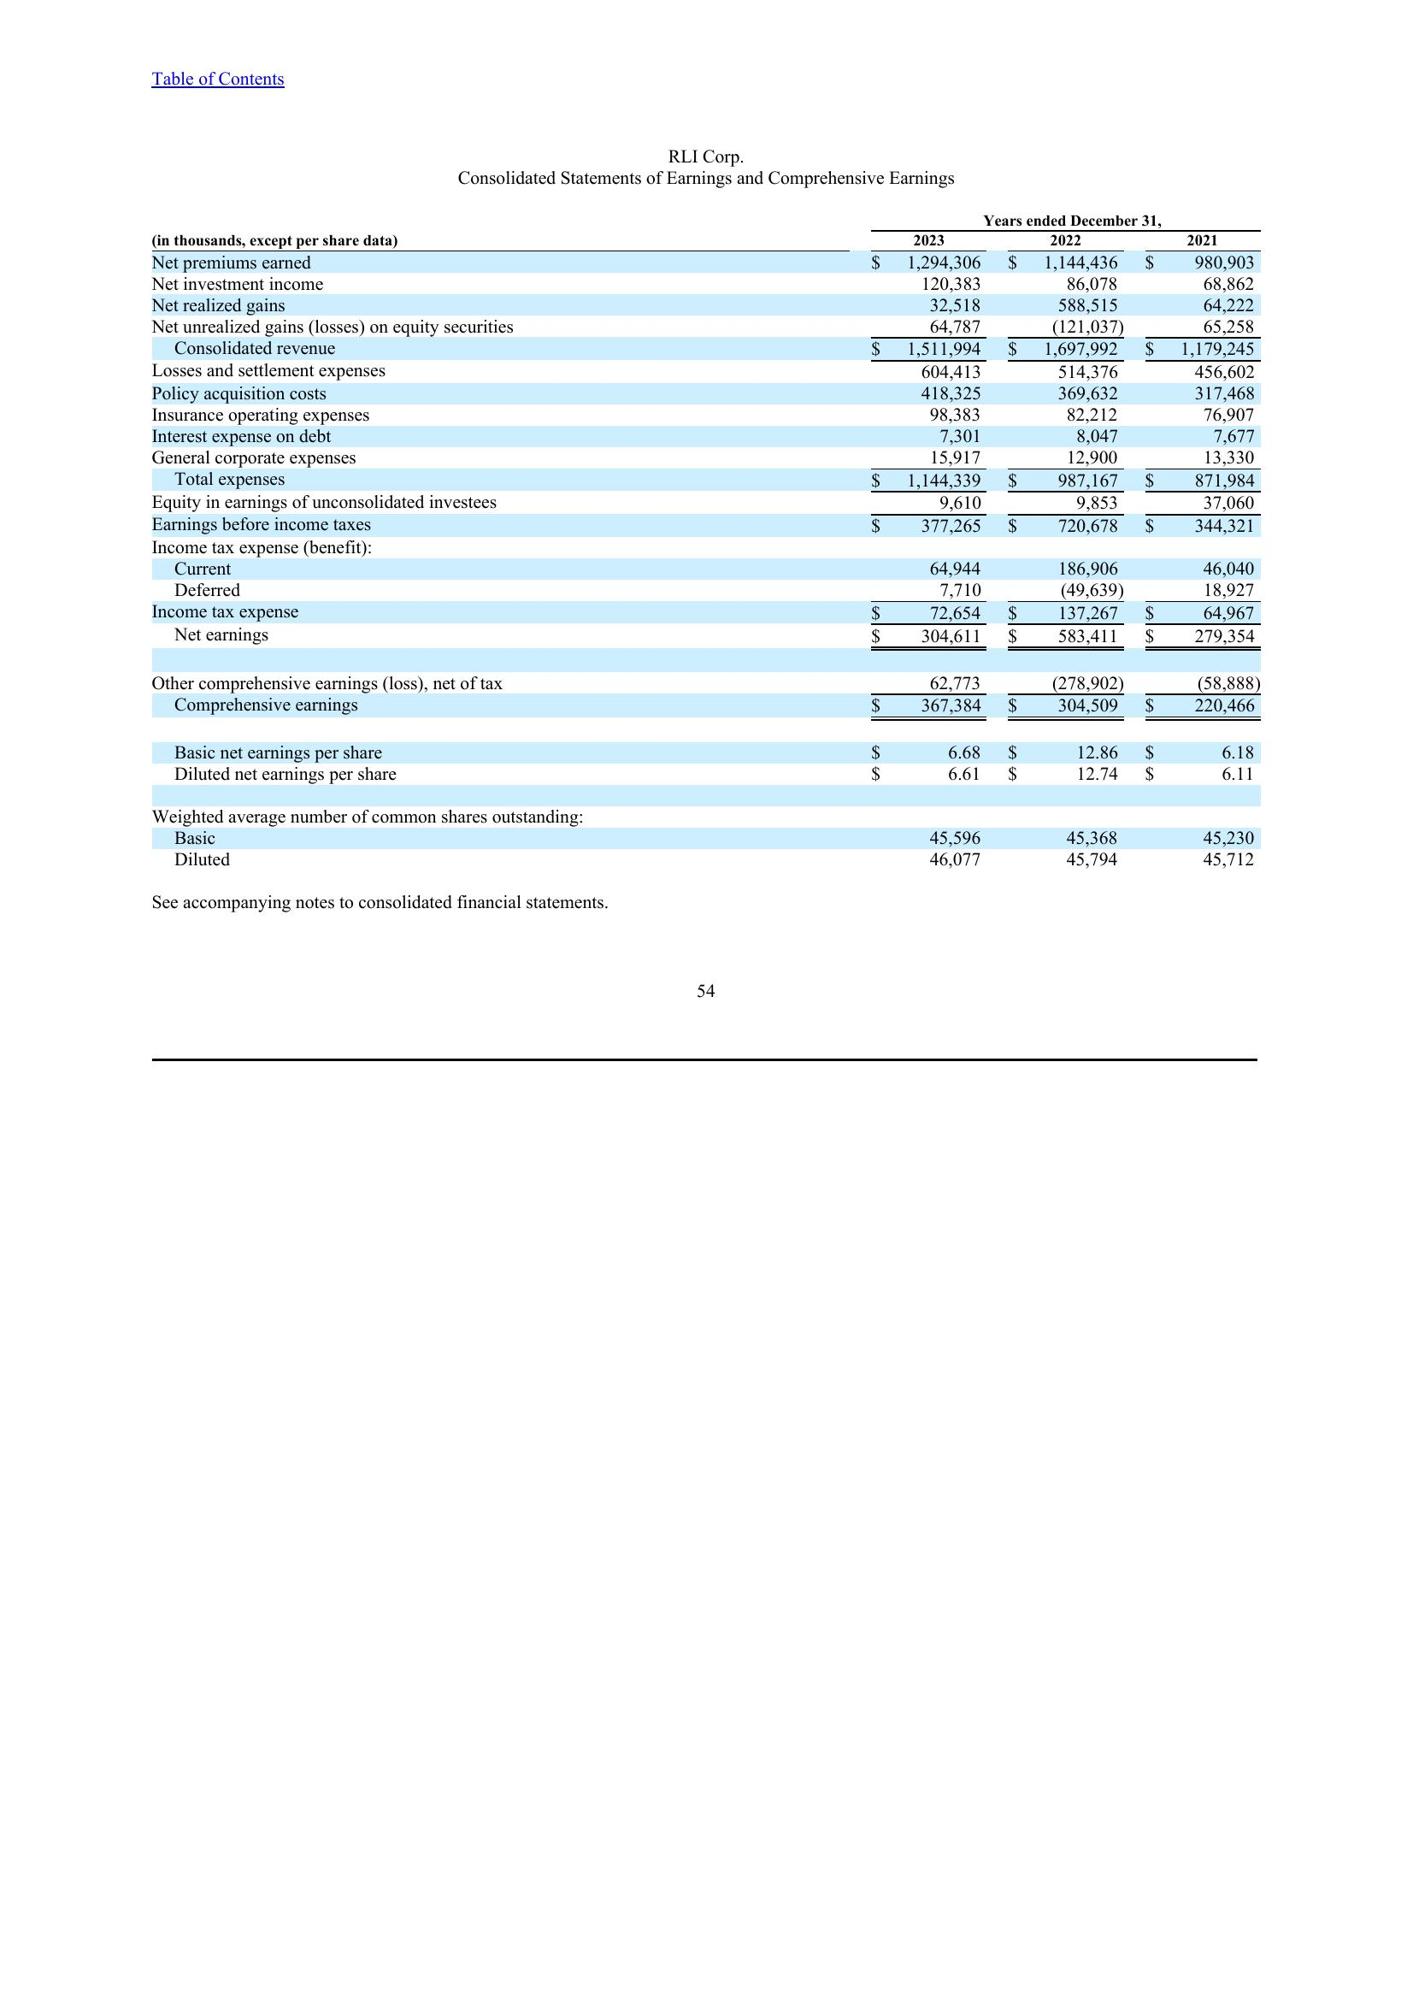 Table of Contents
RLI Corp.
Consolidated Statements of Earnings and Comprehensive Earnings
Years ended December 31,
(in thousands, except per share data) 2023 2022 2021
Net premiums earned $ 1,294,306 $ 1,144,436 $ 980,903
Net investment income 120,383 86,078 68,862
Net realized gains 32,518 588,515 64,222
Net unrealized gains (losses) on equity securities 64,787 (121,037) 65,258
Consolidated revenue $ 1,511,994 $ 1,697,992 $ 1,179,245
Losses and settlement expenses 604,413 514,376 456,602
Policy acquisition costs 418,325 369,632 317,468
Insurance operating expenses 98,383 82,212 76,907
Interest expense on debt 7,301 8,047 7,677
General corporate expenses 15,917 12,900 13,330
Total expenses $ 1,144,339 $ 987,167 $ 871,984
Equity in earnings of unconsolidated investees 9,610 9,853 37,060
Earnings before income taxes $ 377,265 $ 720,678 $ 344,321
Income tax expense (benefit):
Current 64,944 186,906 46,040
Deferred 7,710 (49,639) 18,927
Income tax expense $ 72,654 $ 137,267 $ 64,967
Net earnings $ 304,611 $ 583,411 $ 279,354
Other comprehensive earnings (loss), net of tax 62,773 (278,902) (58,888)
Comprehensive earnings $ 367,384 $ 304,509 $ 220,466
Basic net earnings per share $ 6.68 $ 12.86 $ 6.18
Diluted net earnings per share $ 6.61 $ 12.74 $ 6.11
Weighted average number of common shares outstanding:
Basic 45,596 45,368 45,230
Diluted 46,077 45,794 45,712
See accompanying notes to consolidated financial statements.
54